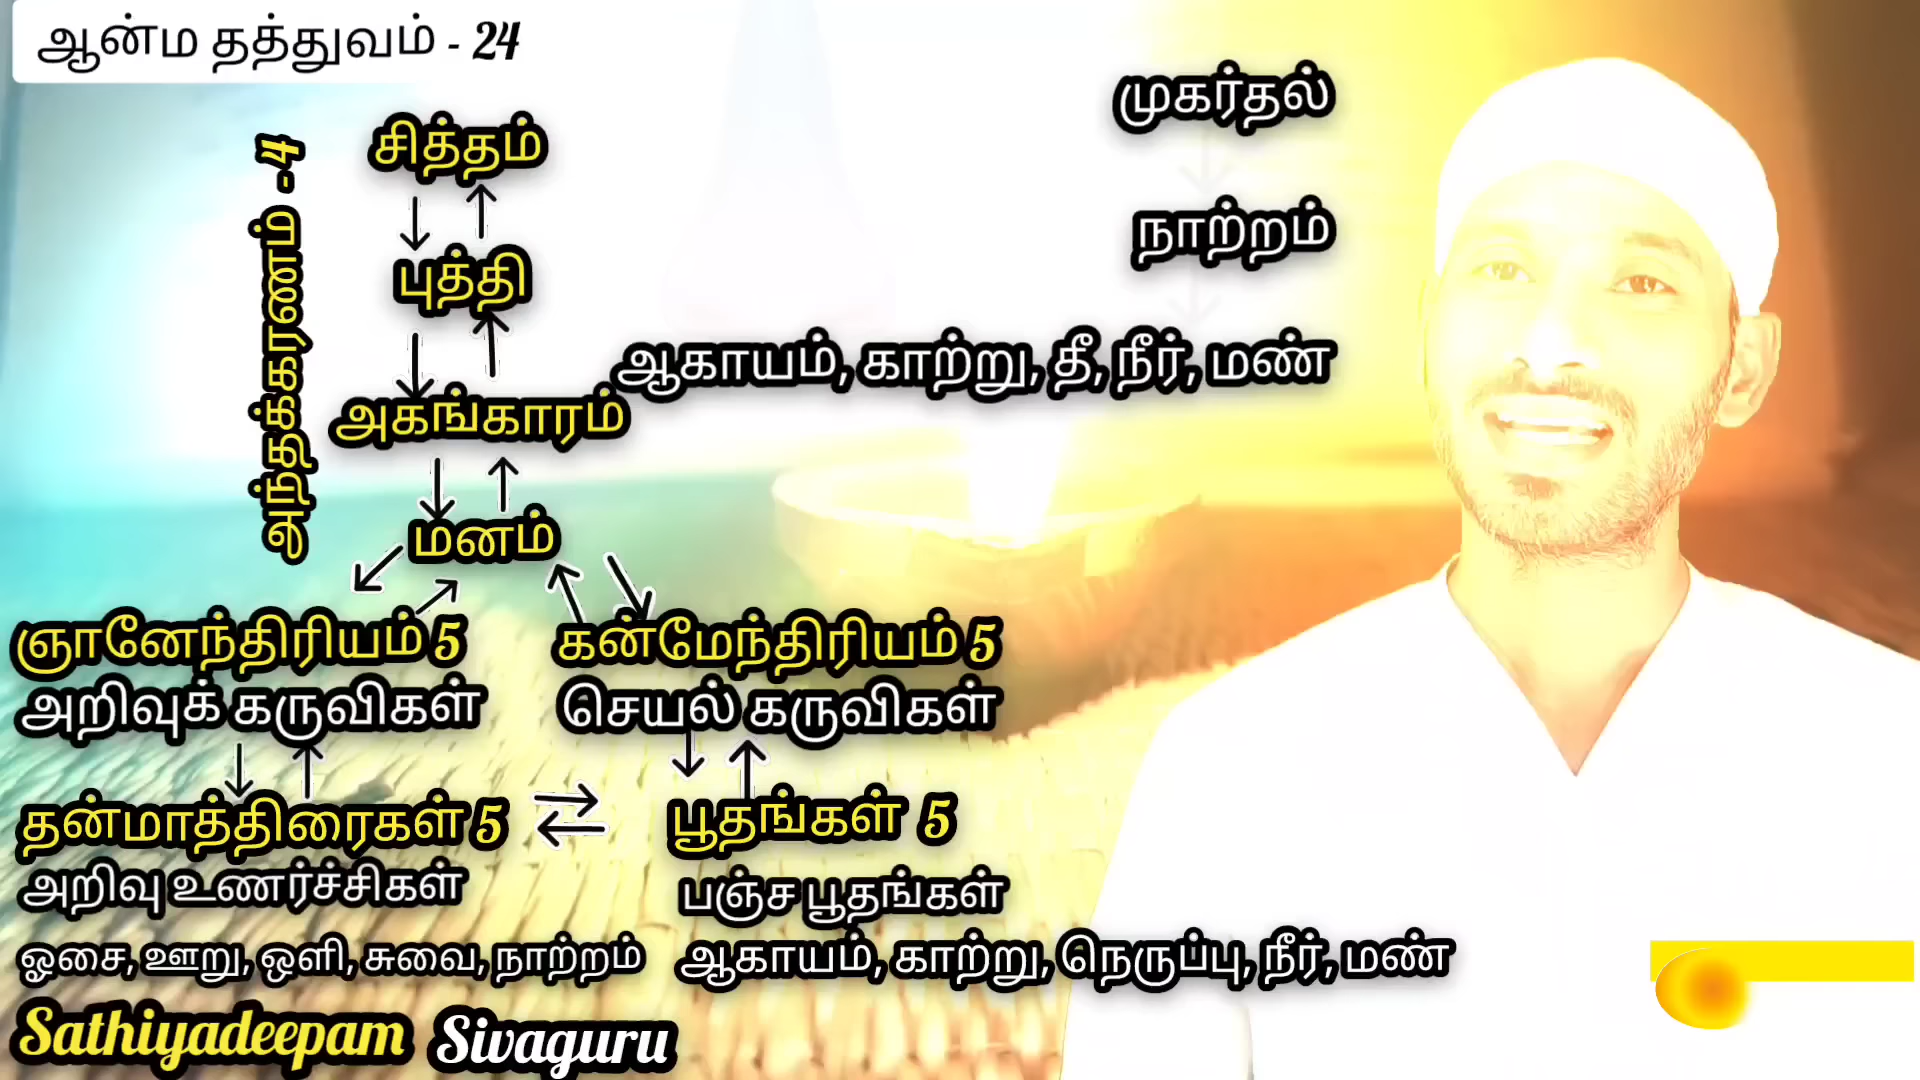 ஆன்ம தத்துவம் - 24
அந்தக்கரணம் - 4
சித்தம்
புத்தி
அகங்காரம்
மனம்
முகர்தல்
நாற்றம்
ஆகாயம், காற்று, தீ, நீர், மண்
ஞானேந்திரியம் 5
அறிவுக் கருவிகள்
கன்மேந்திரியம் 5
செயல் கருவிகள்
தன்மாத்திரைகள் 5
அறிவு உணர்ச்சிகள்
ஓசை, ஊறு, ஒளி, சுவை, நாற்றம்
பூதங்கள் 5
பஞ்ச பூதங்கள்
ஆகாயம், காற்று, நெருப்பு, நீர், மண்
Sathiyadeepam Sivaguru